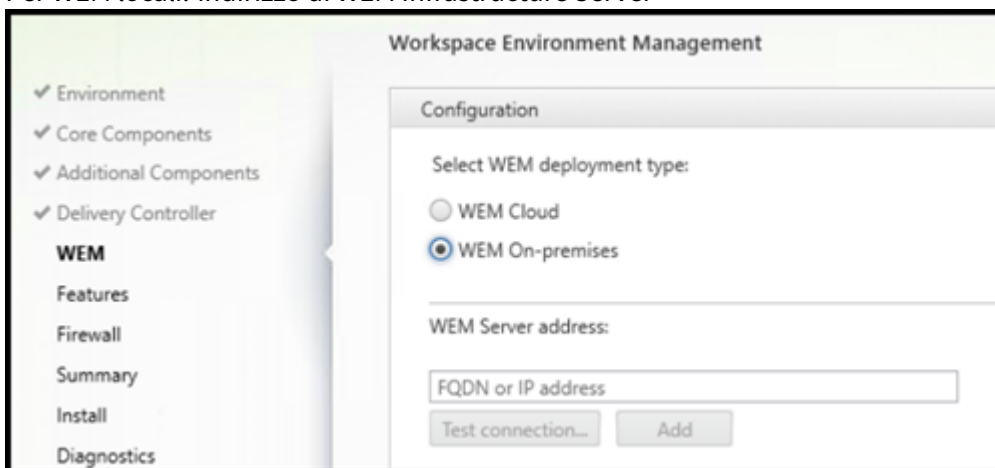 Workspace Environment Management
Environment
Core Components
Additional Components
Delivery Controller
WEM
Features
Firewall
Summary
Install
Diagnostics
Configuration
Select WEM deployment type:
WEM Cloud
WEM On-premises
WEM Server address:
FQDN or IP address
Test connection... Add